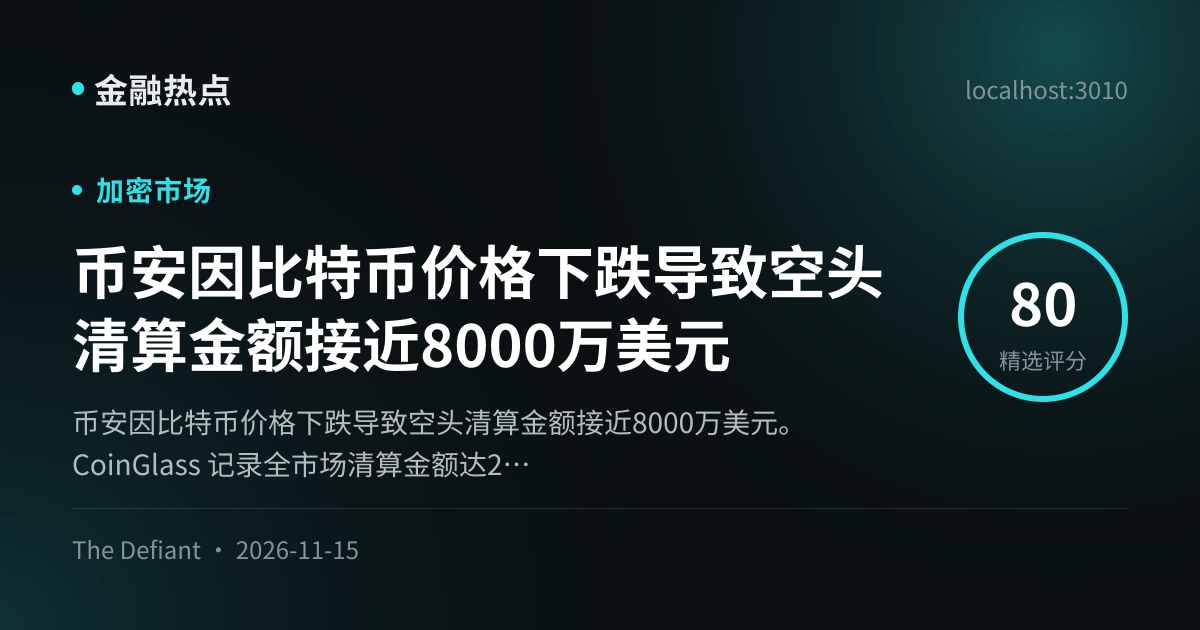 金融热点
localhost:3010
加密市场
币安因比特币价格下跌导致空头
清算金额接近8000万美元
80
精选评分
币安因比特币价格下跌导致空头清算金额接近8000万美元。
CoinGlass 记录全市场清算金额达2…
The Defiant • 2026-11-15